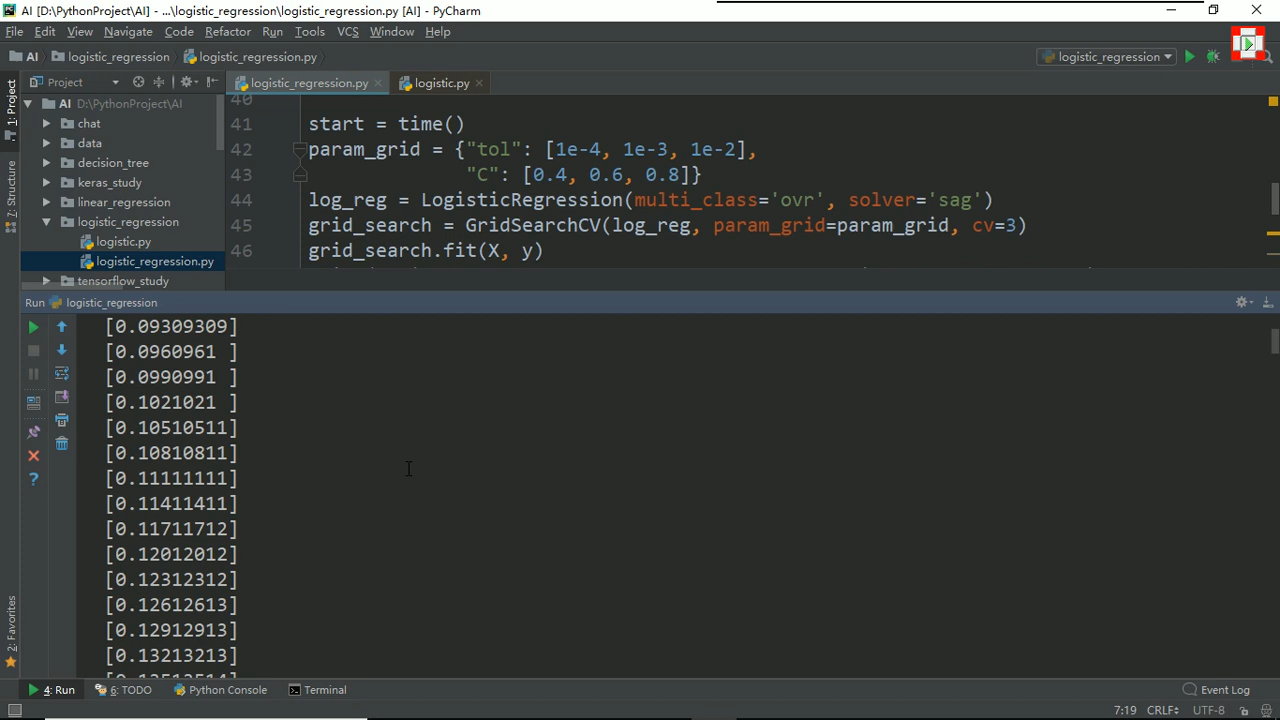 AI [D:\PythonProject\AI] - ...\logistic_regression\logistic_regression.py [AI] - PyCharm
File Edit View Navigate Code Refactor Run Tools VCS Window Help
AI logistic_regression logistic_regression.py logistic_regression
1: Project
Z: Structure
2: Favorites
Project
AI D:\PythonProject\AI
chat
data
decision_tree
keras_study
linear_regression
logistic_regression
logistic.py
logistic_regression.py
tensorflow_study
logistic_regression.py logistic.py
40
41 start = time()
42 param_grid = {"tol": [1e-4, 1e-3, 1e-2],
43 "C": [0.4, 0.6, 0.8]}
44 log_reg = LogisticRegression(multi_class='ovr', solver='sag')
45 grid_search = GridSearchCV(log_reg, param_grid=param_grid, cv=3)
46 grid_search.fit(X, y)
Run logistic_regression
[0.09309309]
[0.0960961 ]
[0.0990991 ]
[0.1021021 ]
[0.10510511]
[0.10810811]
[0.11111111]
[0.11411411]
[0.11711712]
[0.12012012]
[0.12312312]
[0.12612613]
[0.12912913]
[0.13213213]
4: Run 6: TODO Python Console Terminal Event Log
7:19 CRLF UTF-8